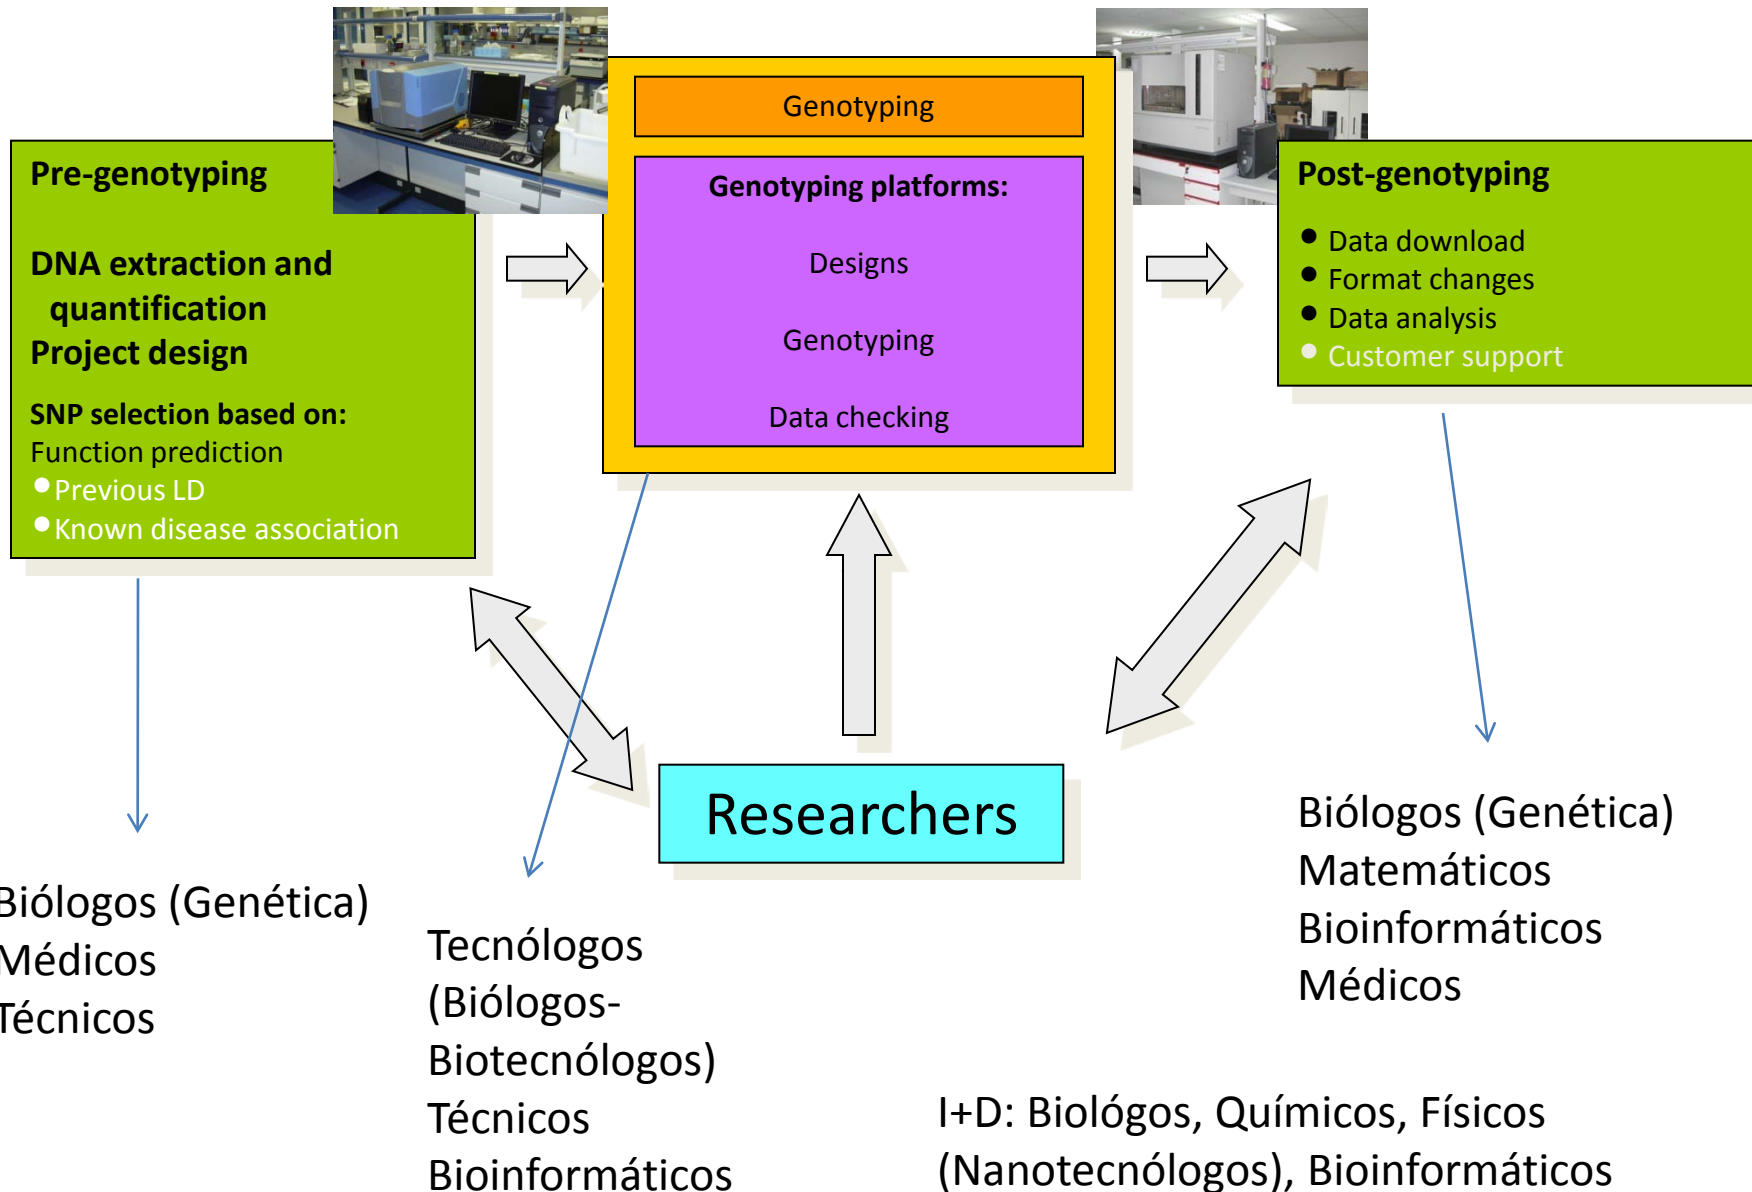 Genotyping
Pre-genotyping
DNA extraction and
quantification
Project design
SNP selection based on:
Function prediction
Previous LD
Known disease association
Genotyping platforms:
Designs
Genotyping
Data checking
Post-genotyping
Data download
Format changes
Data analysis
Customer support
Researchers
Biólogos (Genética)
Médicos
Técnicos
Tecnólogos
(Biólogos-
Biotecnólogos)
Técnicos
Bioinformáticos
Biólogos (Genética)
Matemáticos
Bioinformáticos
Médicos
I+D: Biológos, Químicos, Físicos
(Nanotecnólogos), Bioinformáticos